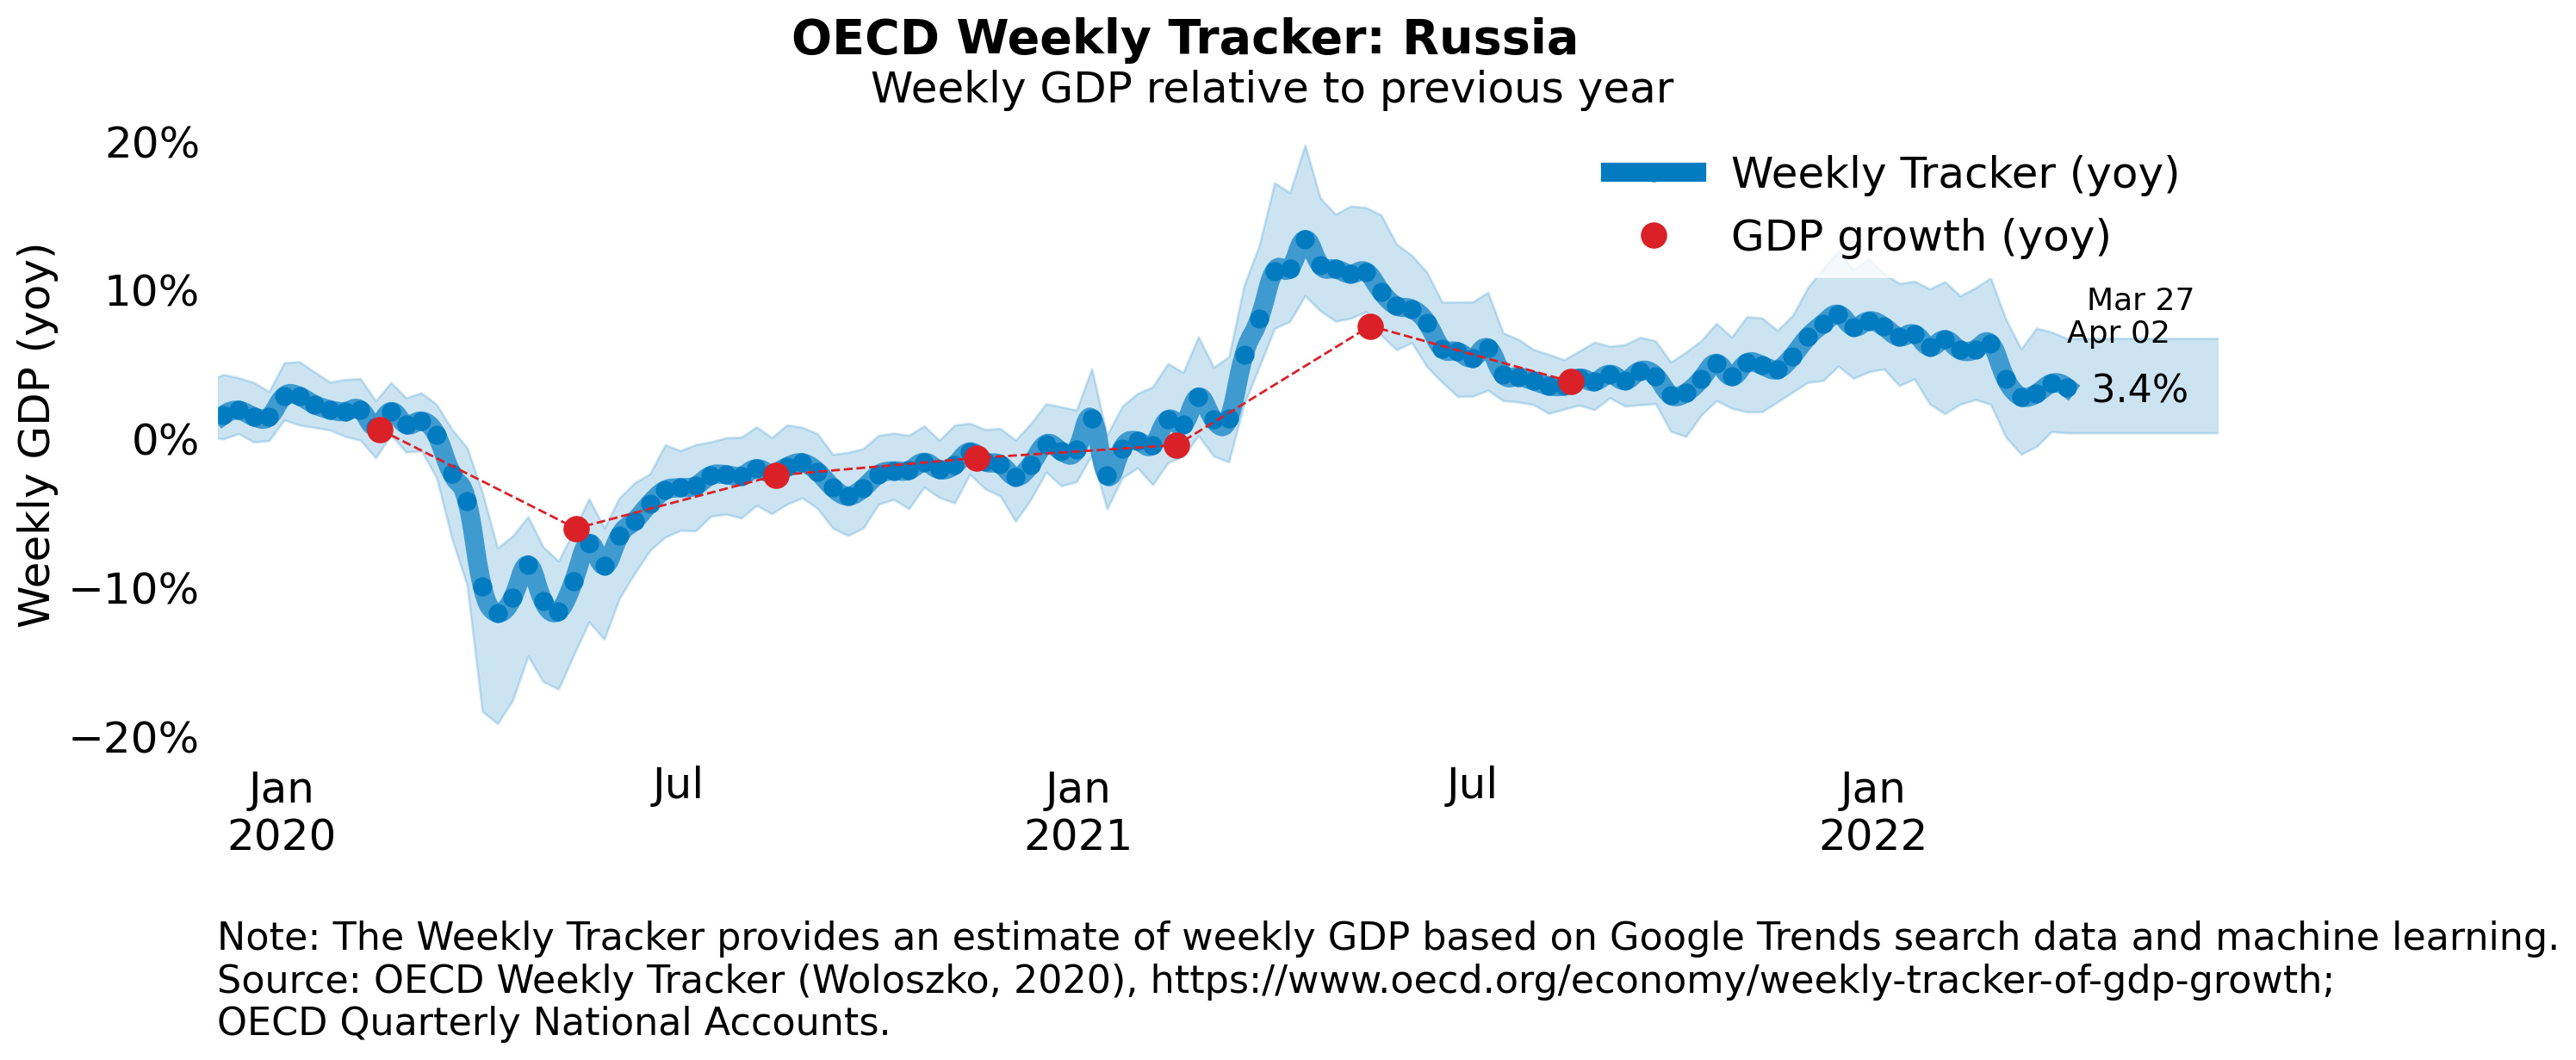 OECD Weekly Tracker: Russia
Weekly GDP relative to previous year
Weekly GDP (yoy)
20%
10%
0%
−10%
−20%
Weekly Tracker (yoy)
GDP growth (yoy)
Mar 27
Apr 02
3.4%
Jan
2020
Jul
Jan
2021
Jul
Jan
2022
Note: The Weekly Tracker provides an estimate of weekly GDP based on Google Trends search data and machine learning.
Source: OECD Weekly Tracker (Woloszko, 2020), https://www.oecd.org/economy/weekly-tracker-of-gdp-growth;
OECD Quarterly National Accounts.